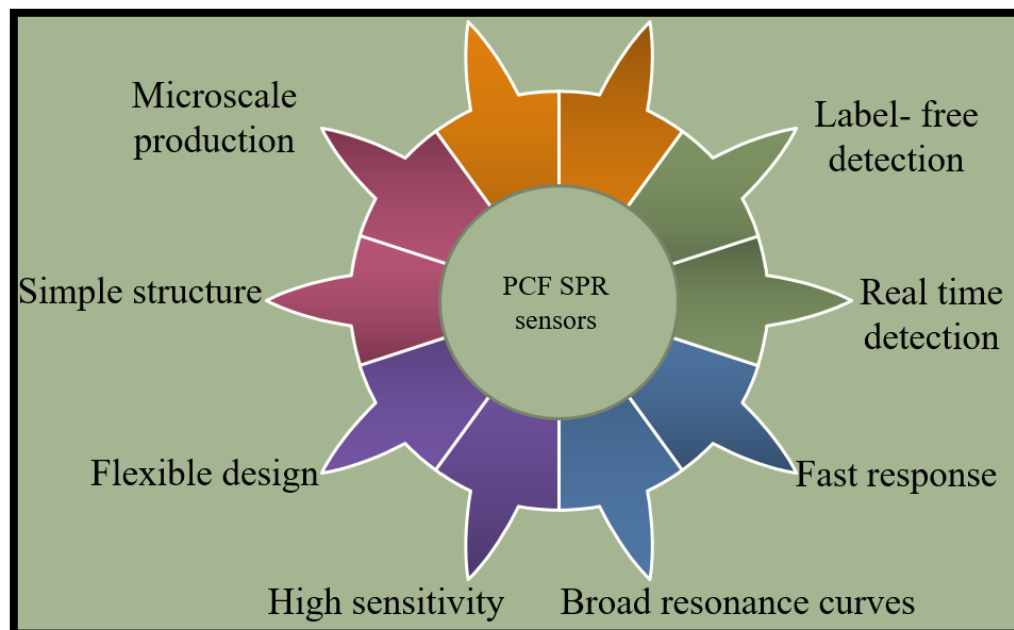 Microscale
production
Label- free
detection
Simple structure
PCF SPR
sensors
Real time
detection
Flexible design
Fast response
High sensitivity
Broad resonance curves